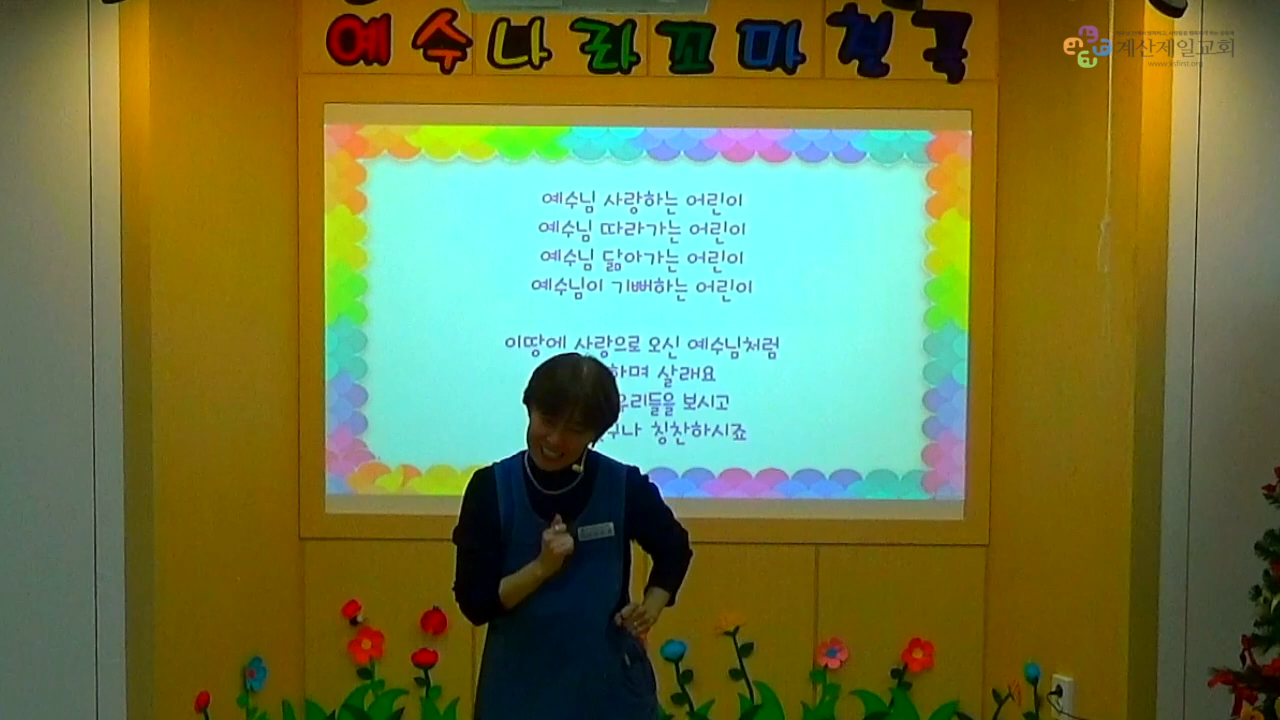 예수나라꼬마천국
계산제일교회
예수님 사랑하는 어린이
예수님 따라가는 어린이
예수님 닮아가는 어린이
예수님이 기뻐하는 어린이
이땅에 사랑으로 오신 예수님처럼
하며 살래요
우리들을 보시고
칭찬하시죠